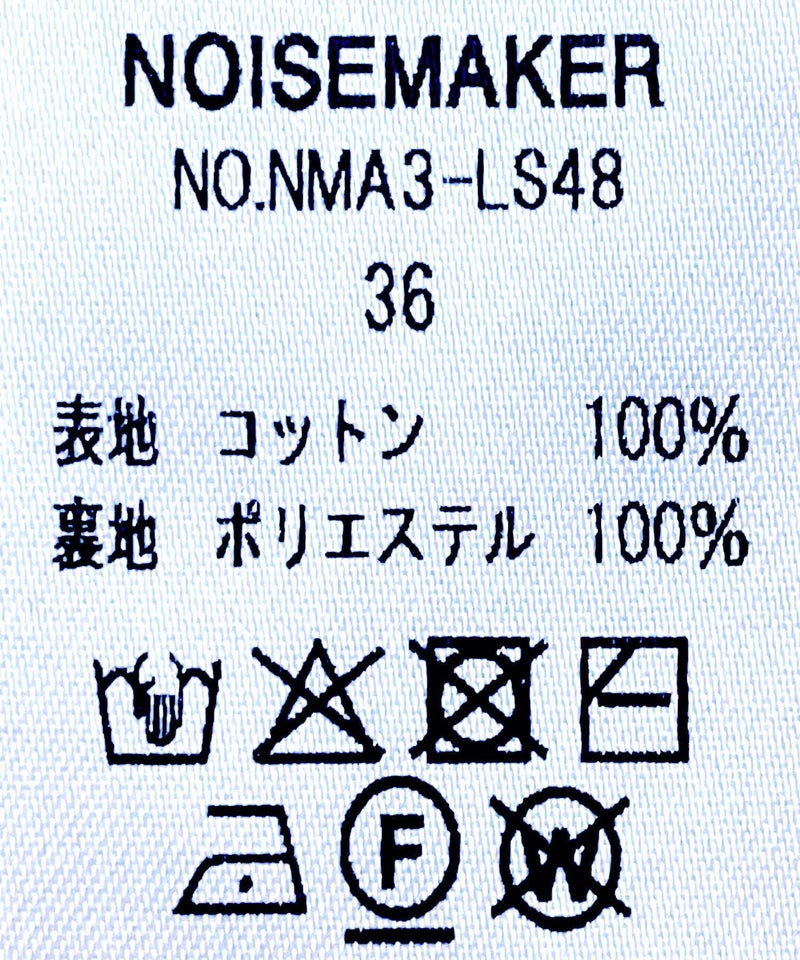 NOISEMAKER
NO.NMA3-LS48
36
表地 コットン 100%
裏地 ポリエステル 100%
F W